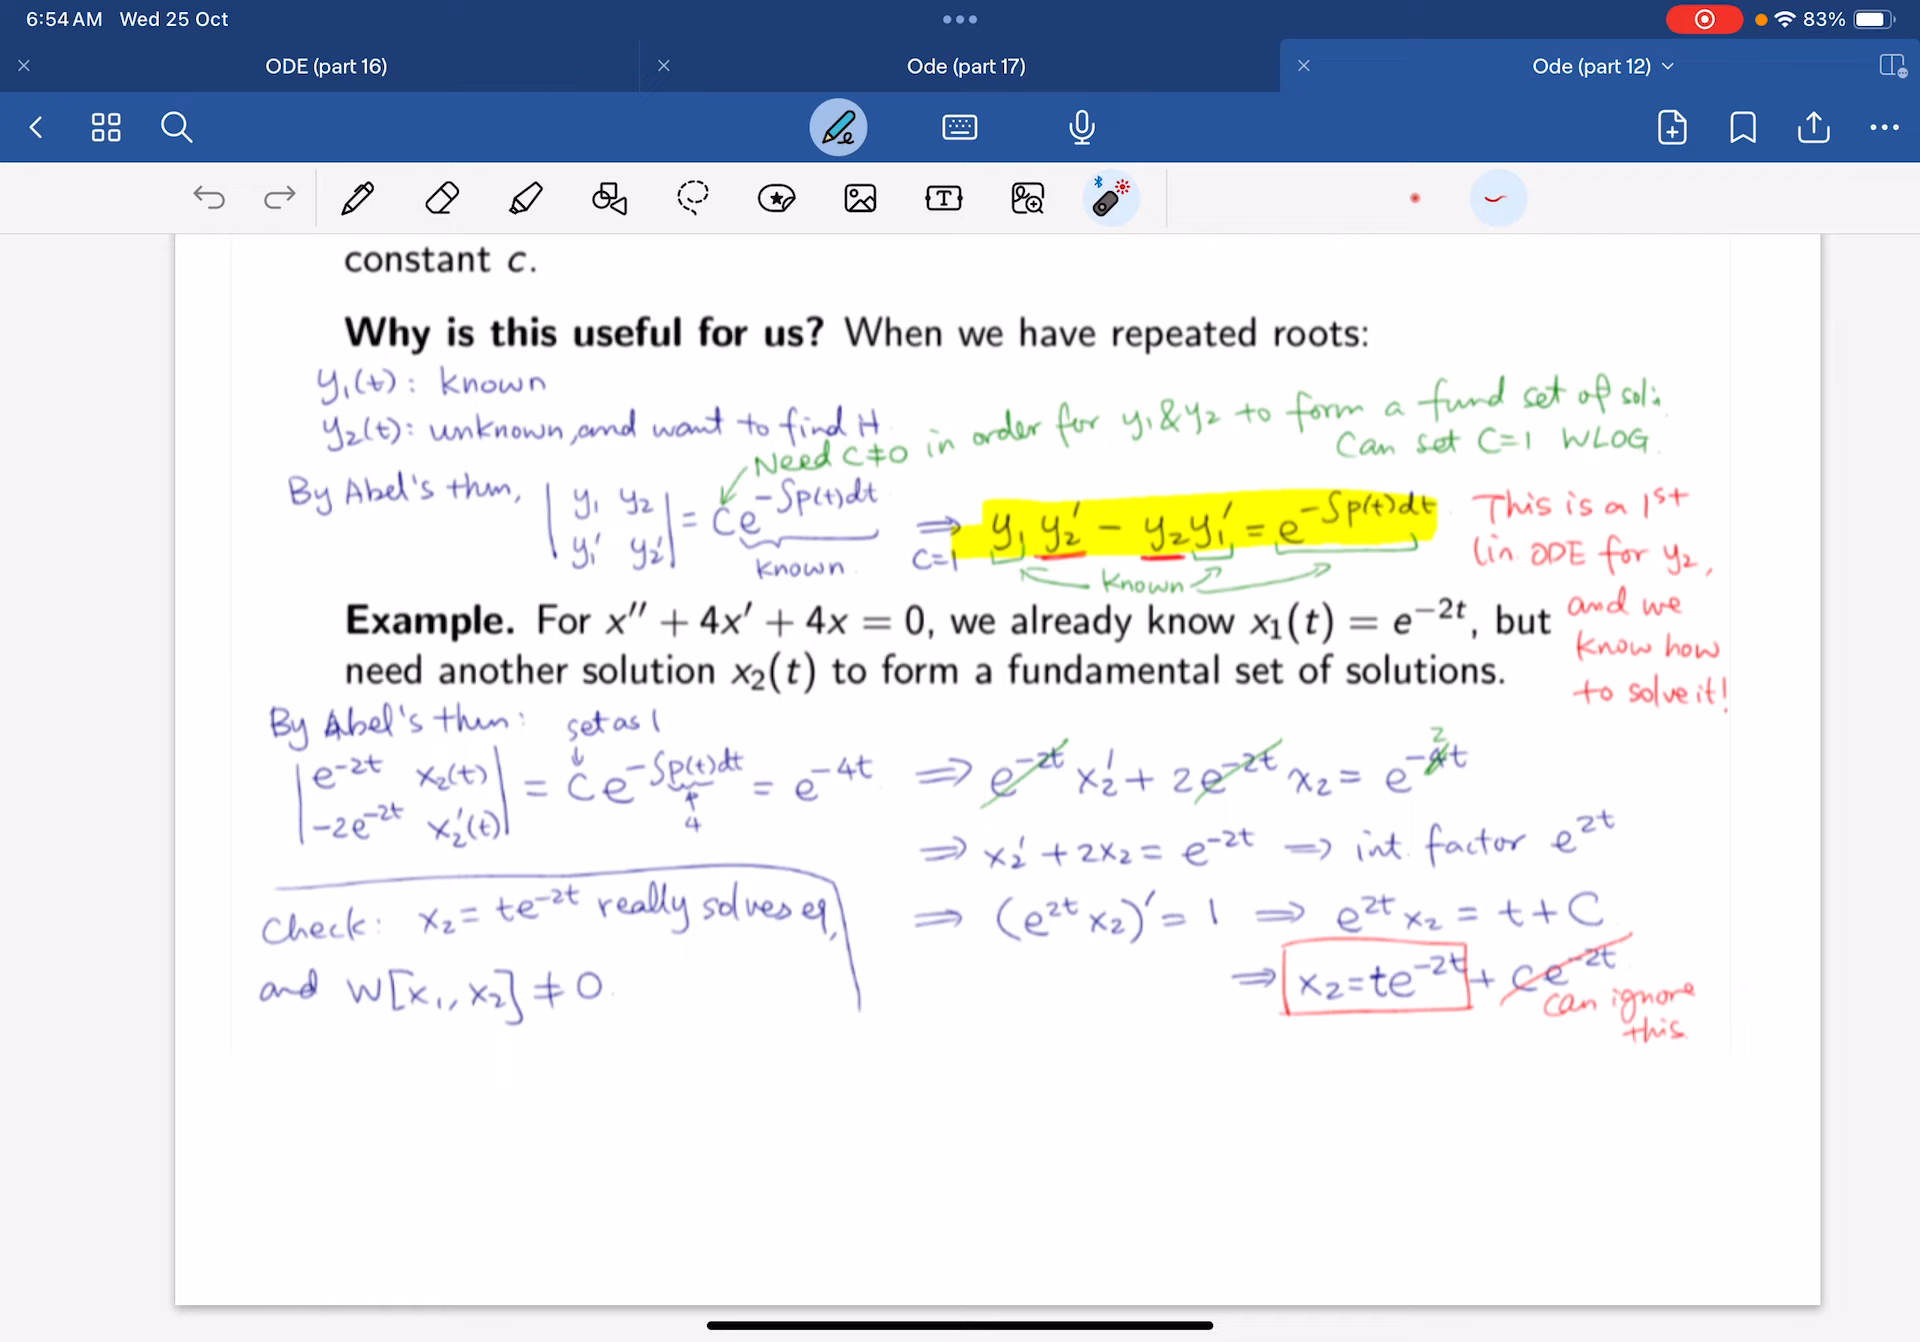 6:54 AM Wed 25 Oct
83%
ODE (part 16)
Ode (part 17)
Ode (part 12)
constant c.
Why is this useful for us? When we have repeated roots:
y₁(t): known
y₂(t): unknown, and want to find it
Need c≠0 in order for y₁ & y₂ to form a fund set of sol:
Can set C=1 WLOG.
By Abel's thm, | y₁ y₂ | = Ce^{-∫p(t)dt} ⇒ y₁ y₂' − y₂y₁' = e^{-∫p(t)dt}
| y₁' y₂' |
known
C=1
known
This is a 1st
lin. ODE for y₂,
and we
know how
to solve it!
Example. For x″ + 4x′ + 4x = 0, we already know x₁(t) = e^{−2t}, but
need another solution x₂(t) to form a fundamental set of solutions.
By Abel's thm: set as 1
| e^{-2t} x₂(t) | = Ce^{-∫p(t)dt} = e^{-4t} ⇒ e^{-2t} x₂' + 2e^{-2t} x₂ = e^{-4t}
2
| -2e^{-2t} x₂'(t) |
4
⇒ x₂' + 2x₂ = e^{-2t} ⇒ int. factor e^{2t}
⇒ (e^{2t} x₂)' = 1 ⇒ e^{2t} x₂ = t + C
⇒ x₂ = te^{-2t} + Ce^{-2t}
can ignore
this
Check: x₂ = te^{-2t} really solves eq,
and W[x₁, x₂] ≠ 0.